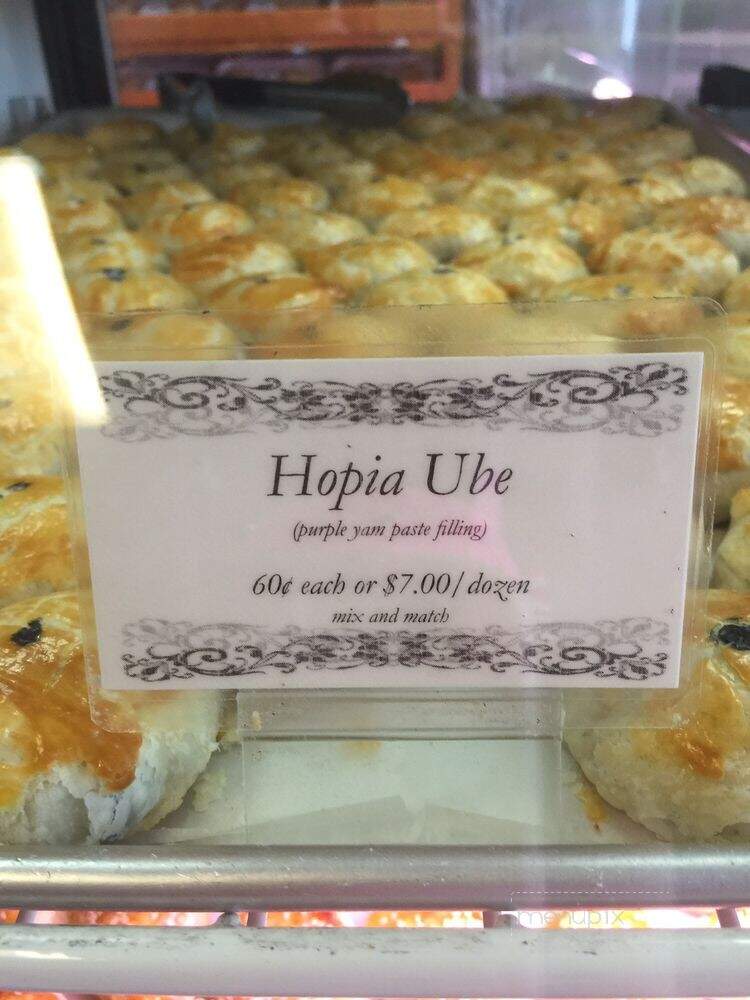 Hopia Ube
(purple yam paste filling)
60¢ each or $7.00/dozen
mix and match
menupix